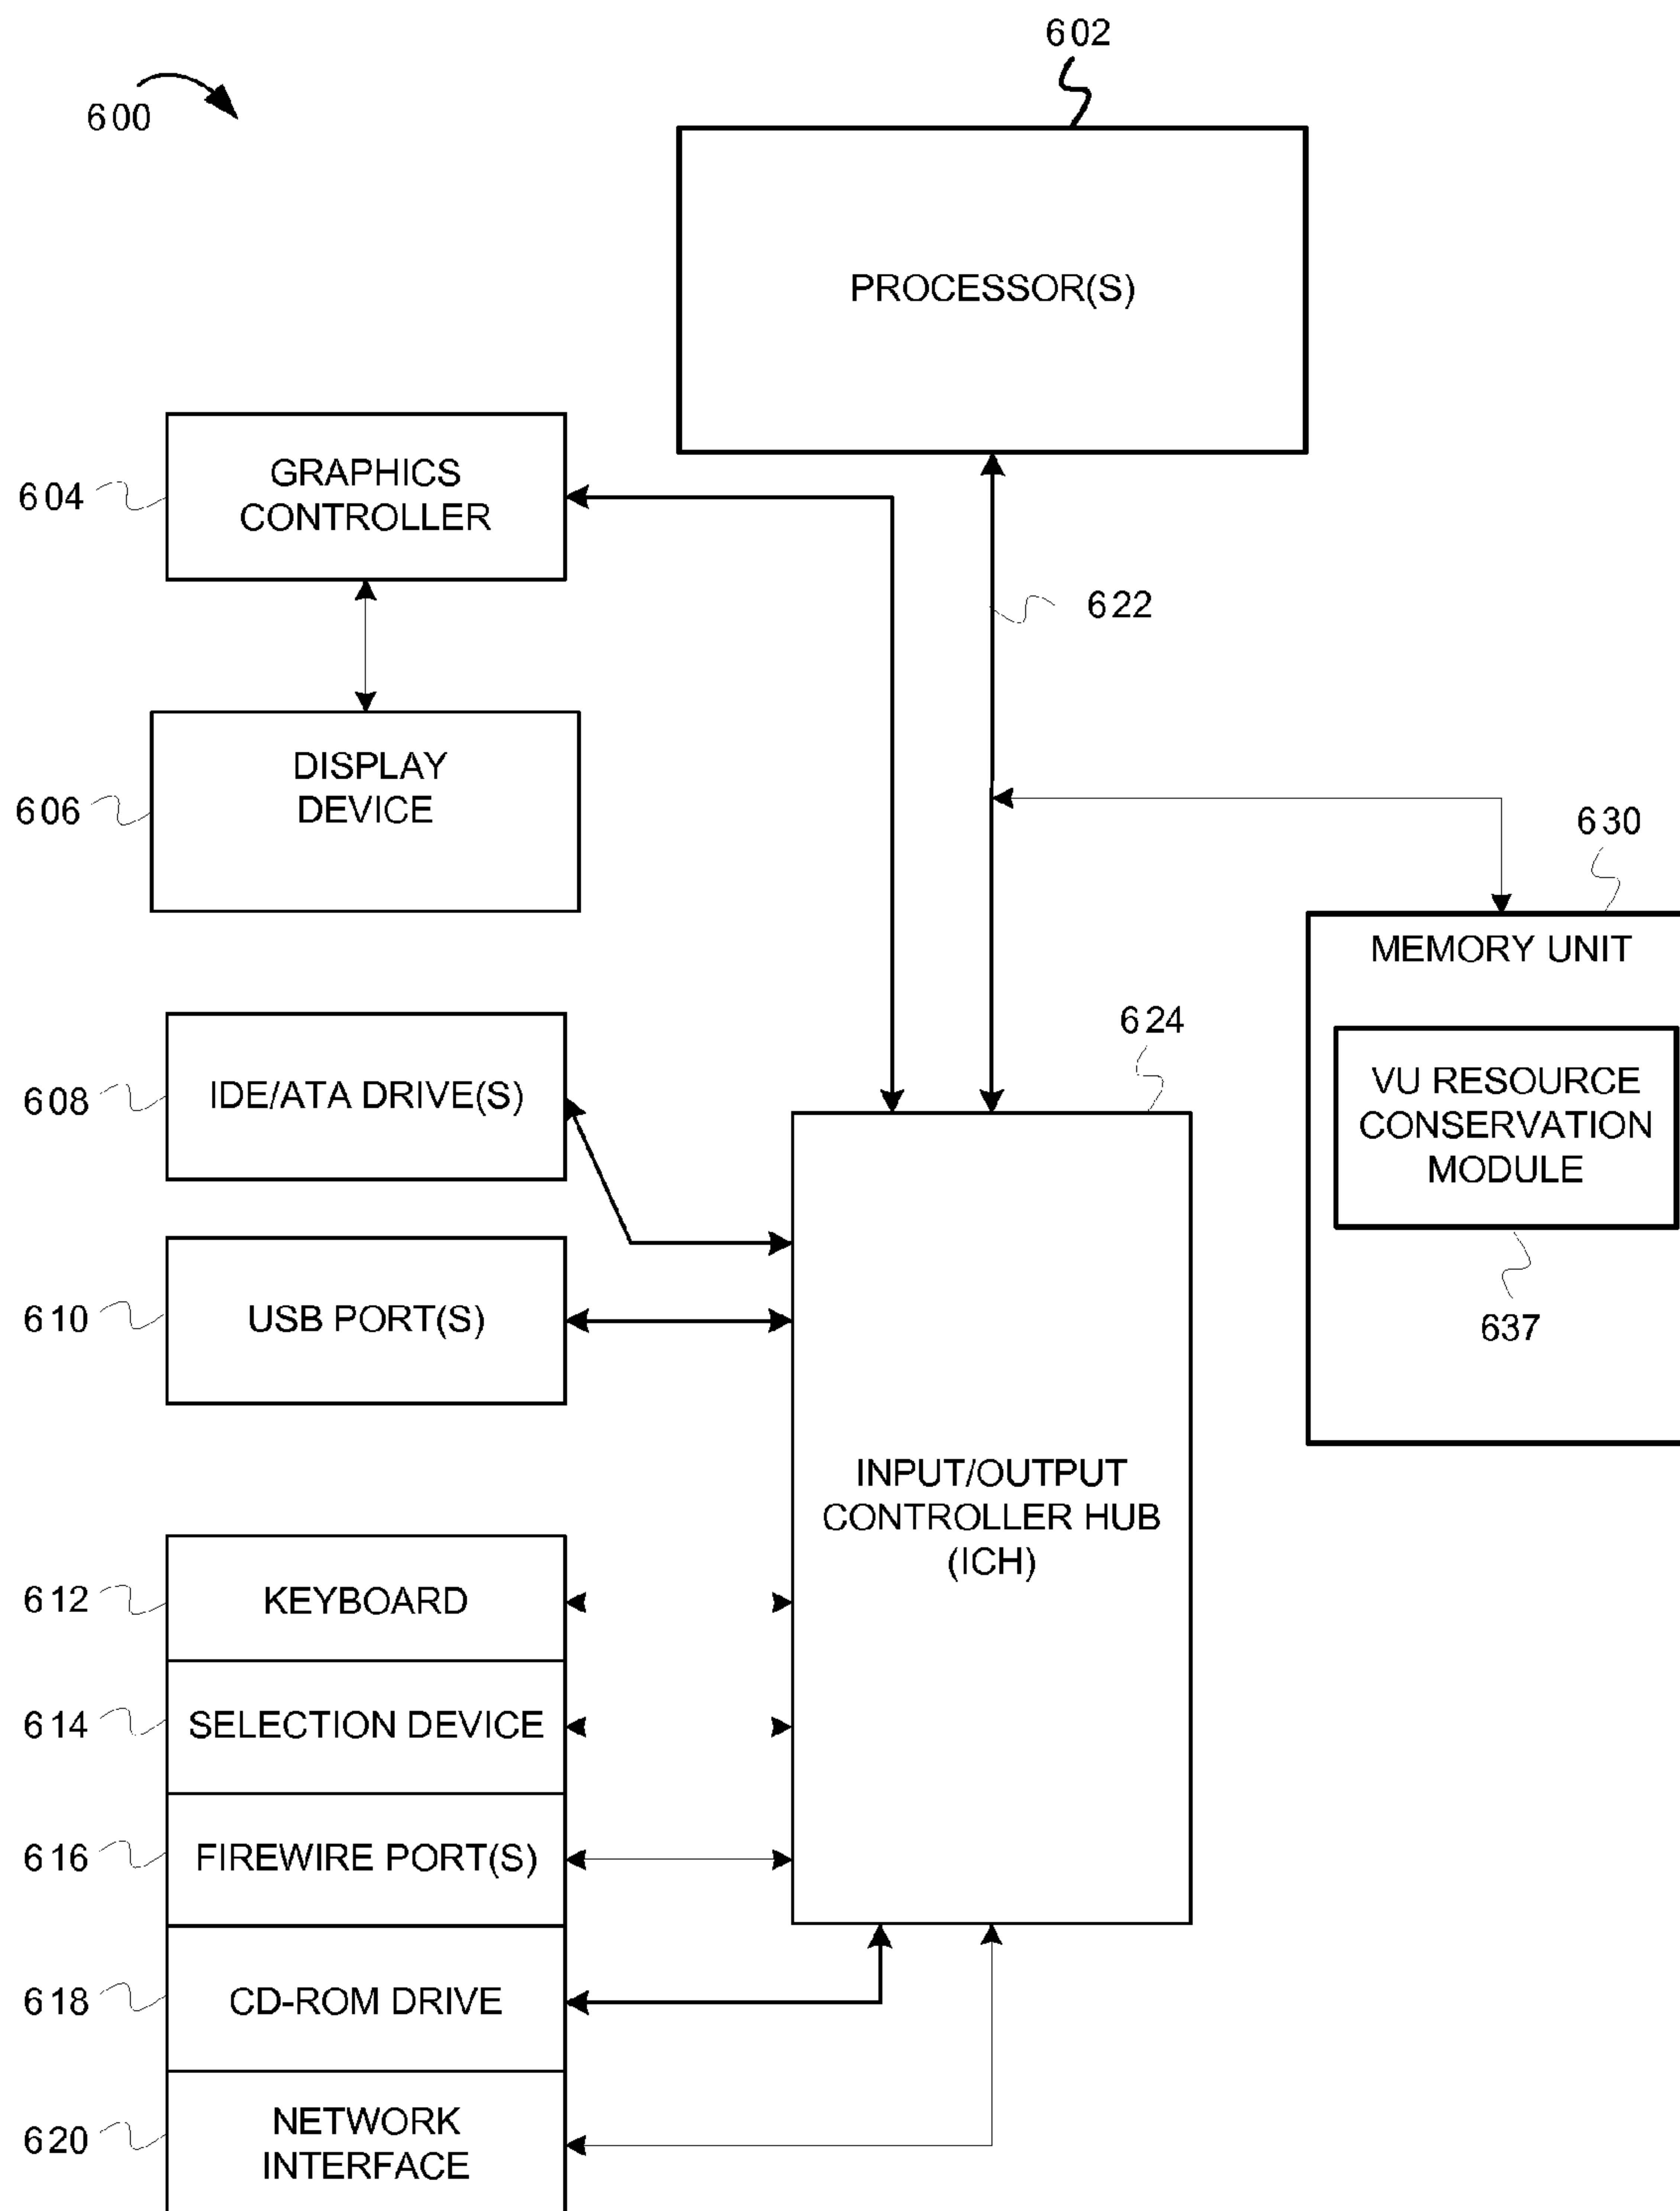 602
600
PROCESSOR(S)
GRAPHICS
CONTROLLER
604
622
DISPLAY
DEVICE
606
630
MEMORY UNIT
624
IDE/ATA DRIVE(S)
608
VU RESOURCE
CONSERVATION
MODULE
USB PORT(S)
610
637
INPUT/OUTPUT
CONTROLLER HUB
(ICH)
612
KEYBOARD
614
SELECTION DEVICE
616
FIREWIRE PORT(S)
618
CD-ROM DRIVE
620
NETWORK
INTERFACE